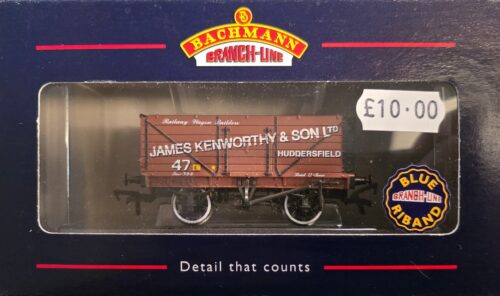 BACHMANN
BRANCH-LINE
£10.00
Railway Wagon Builders
JAMES KENWORTHY & SON LTD
47
HUDDERSFIELD
BLUE
BRANCH-LINE
RIBAND
Detail that counts